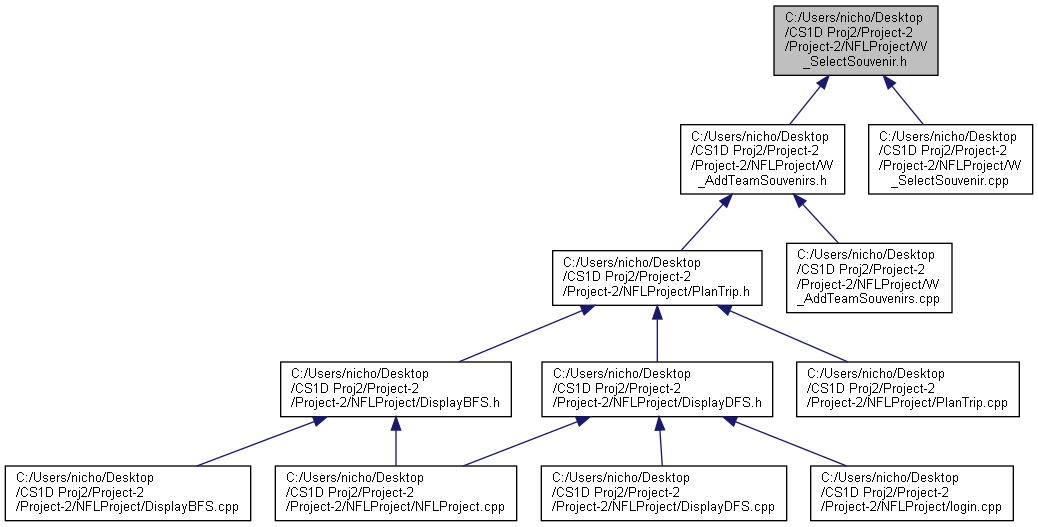 C:/Users/nicho/Desktop
/CS1D Proj2/Project-2
/Project-2/NFLProject/W
_SelectSouvenir.h
C:/Users/nicho/Desktop
/CS1D Proj2/Project-2
/Project-2/NFLProject/W
_AddTeamSouvenirs.h
C:/Users/nicho/Desktop
/CS1D Proj2/Project-2
/Project-2/NFLProject/W
_SelectSouvenir.cpp
C:/Users/nicho/Desktop
/CS1D Proj2/Project-2
/Project-2/NFLProject/PlanTrip.h
C:/Users/nicho/Desktop
/CS1D Proj2/Project-2
/Project-2/NFLProject/W
_AddTeamSouvenirs.cpp
C:/Users/nicho/Desktop
/CS1D Proj2/Project-2
/Project-2/NFLProject/DisplayBFS.h
C:/Users/nicho/Desktop
/CS1D Proj2/Project-2
/Project-2/NFLProject/DisplayDFS.h
C:/Users/nicho/Desktop
/CS1D Proj2/Project-2
/Project-2/NFLProject/PlanTrip.cpp
C:/Users/nicho/Desktop
/CS1D Proj2/Project-2
/Project-2/NFLProject/DisplayBFS.cpp
C:/Users/nicho/Desktop
/CS1D Proj2/Project-2
/Project-2/NFLProject/NFLProject.cpp
C:/Users/nicho/Desktop
/CS1D Proj2/Project-2
/Project-2/NFLProject/DisplayDFS.cpp
C:/Users/nicho/Desktop
/CS1D Proj2/Project-2
/Project-2/NFLProject/login.cpp